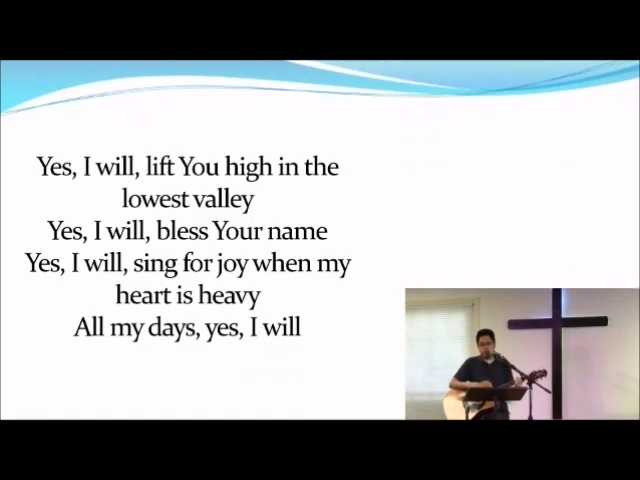 Yes, I will, lift You high in the
lowest valley
Yes, I will, bless Your name
Yes, I will, sing for joy when my
heart is heavy
All my days, yes, I will